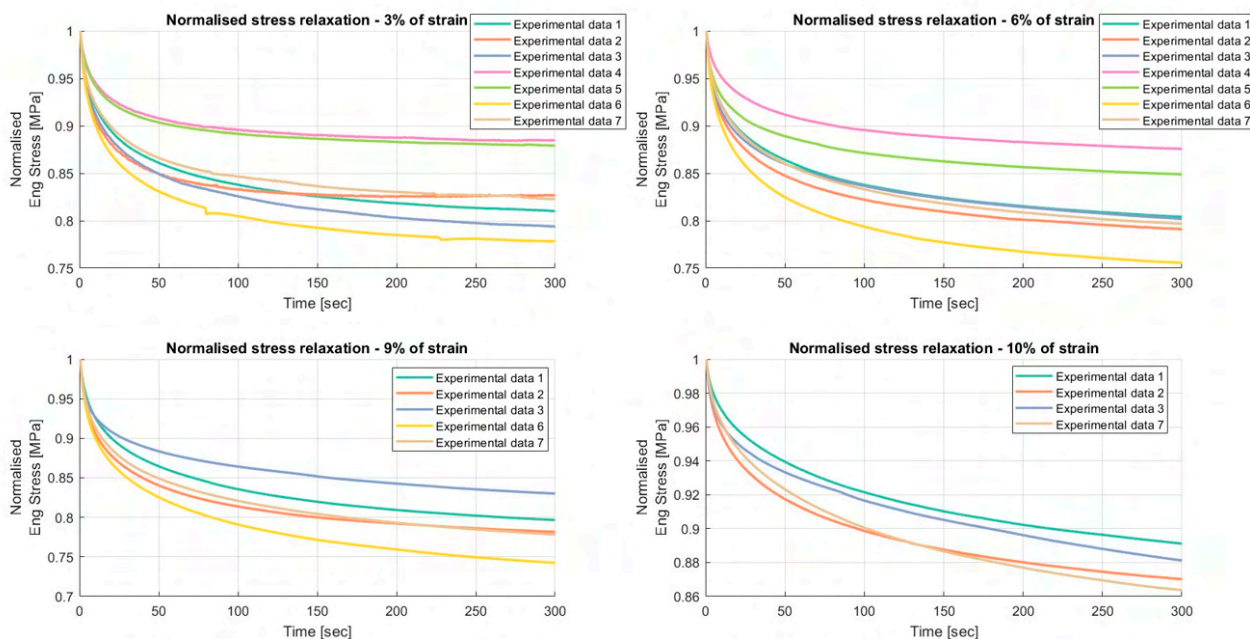 Normalised stress relaxation - 3% of strain
Normalised
Eng Stress [MPa]
1
0.95
0.9
0.85
0.8
0.75
0
50
100
150
200
250
300
Time [sec]
Experimental data 1
Experimental data 2
Experimental data 3
Experimental data 4
Experimental data 5
Experimental data 6
Experimental data 7
Normalised stress relaxation - 6% of strain
Normalised
Eng Stress [MPa]
1
0.95
0.9
0.85
0.8
0.75
0
50
100
150
200
250
300
Time [sec]
Experimental data 1
Experimental data 2
Experimental data 3
Experimental data 4
Experimental data 5
Experimental data 6
Experimental data 7
Normalised stress relaxation - 9% of strain
Normalised
Eng Stress [MPa]
1
0.95
0.9
0.85
0.8
0.75
0.7
0
50
100
150
200
250
300
Time [sec]
Experimental data 1
Experimental data 2
Experimental data 3
Experimental data 6
Experimental data 7
Normalised stress relaxation - 10% of strain
Normalised
Eng Stress [MPa]
1
0.98
0.96
0.94
0.92
0.9
0.88
0.86
0
50
100
150
200
250
300
Time [sec]
Experimental data 1
Experimental data 2
Experimental data 3
Experimental data 7